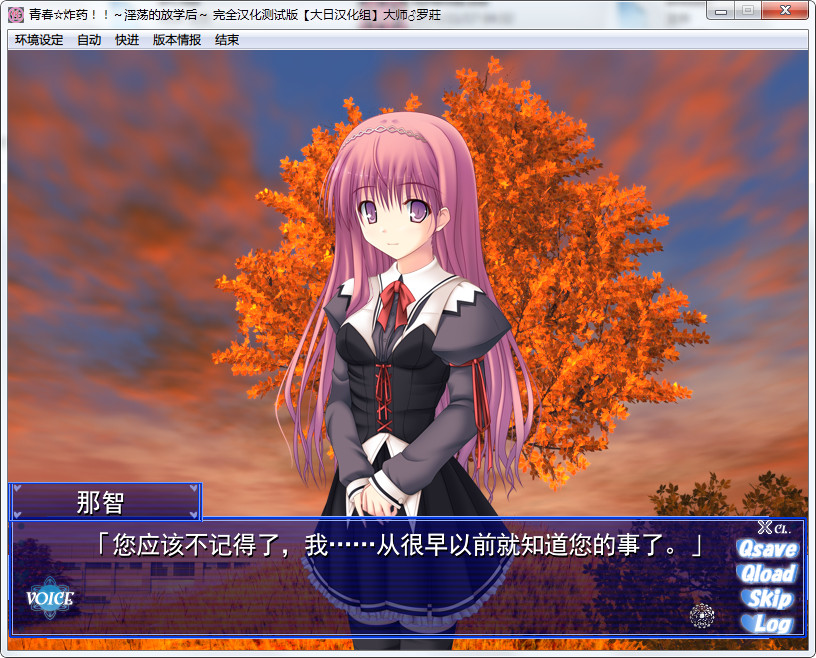 青春☆炸药！！～淫荡的放学后～ 完全汉化测试版【大日汉化组】大师♂罗莊
环境设定 自动 快进 版本情报 结束
那智
「您应该不记得了，我……从很早以前就知道您的事了。」
CL..
Qsave
Qload
Skip
Log
VOICE